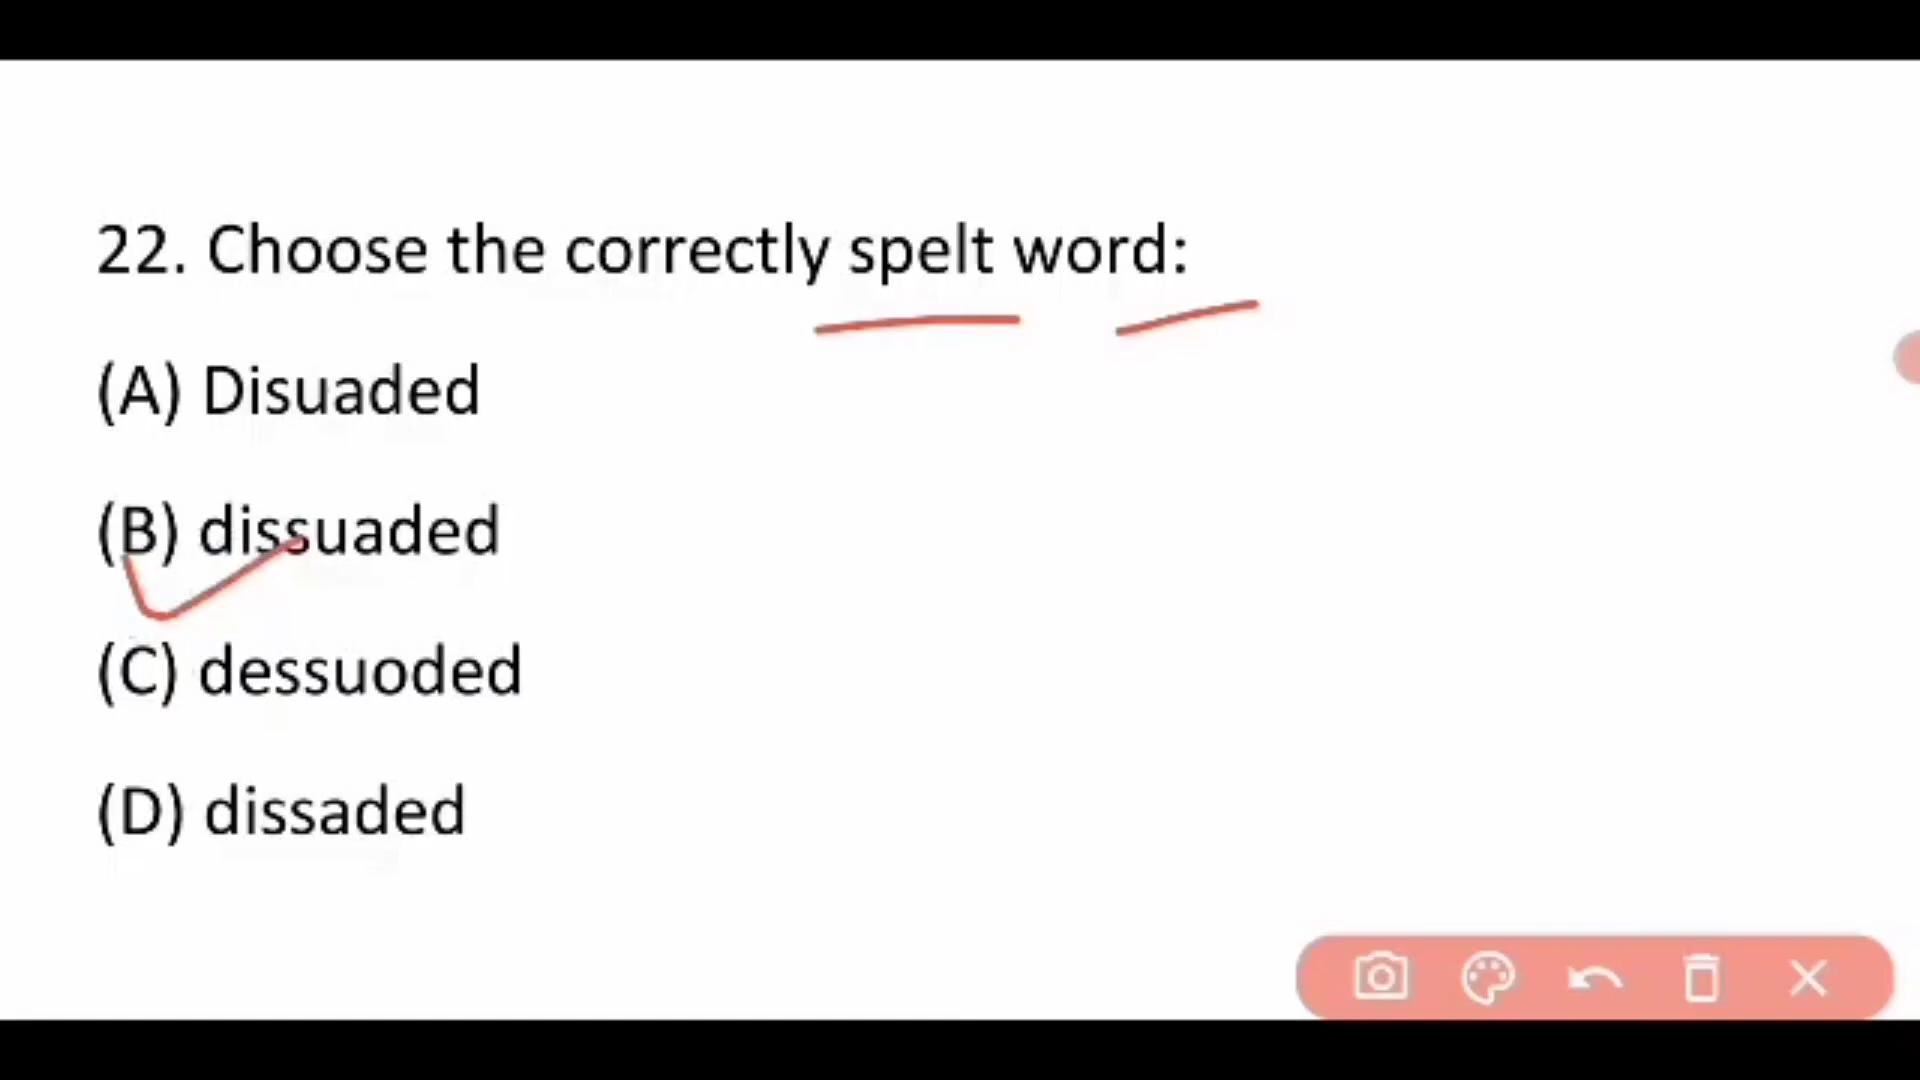 22. Choose the correctly spelt word:
(A) Disuaded
(B) dissuaded
(C) dessuoded
(D) dissaded